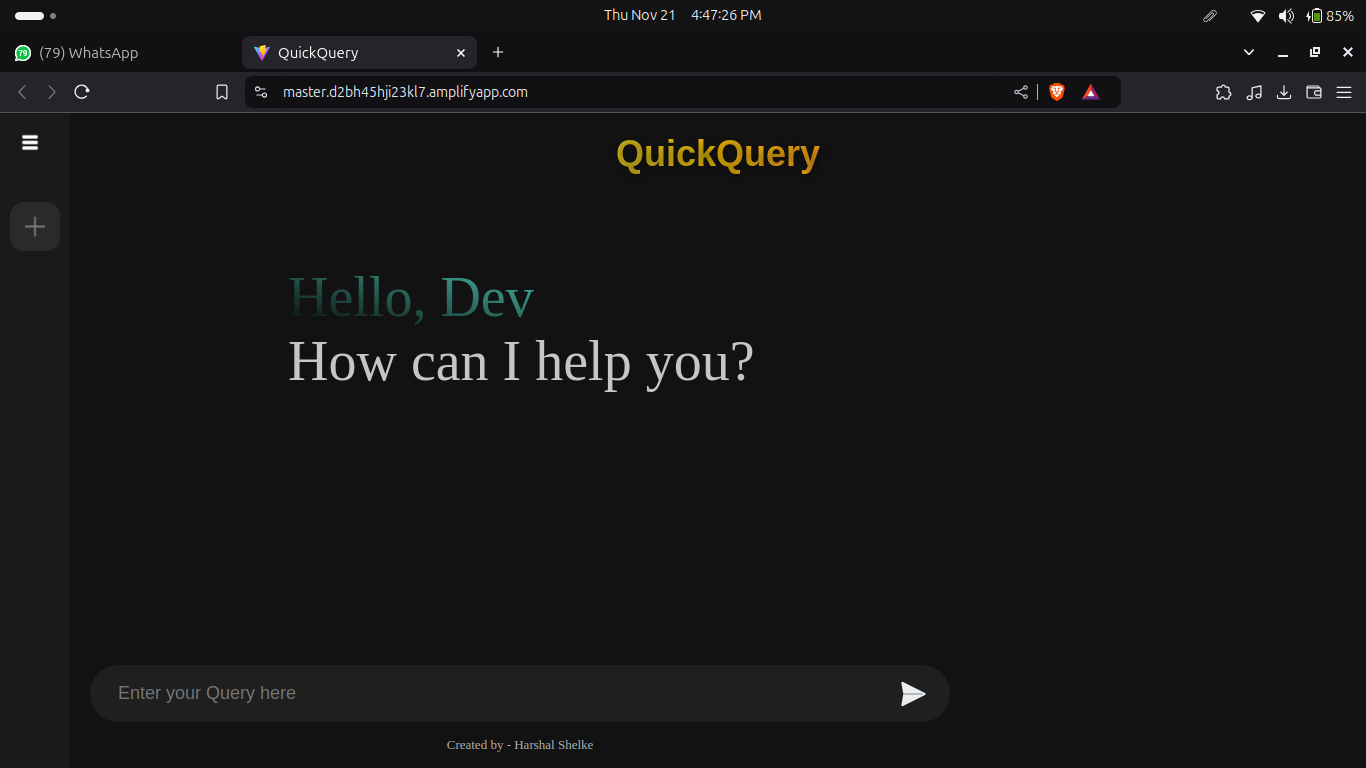 Thu Nov 21 4:47:26 PM
85%
79
(79) WhatsApp
QuickQuery
master.d2bh45hji23kl7.amplifyapp.com
QuickQuery
Hello, Dev
How can I help you?
Enter your Query here
Created by - Harshal Shelke